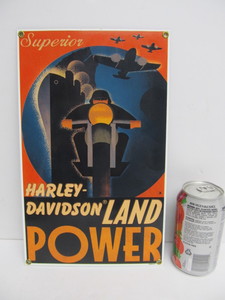 Superior
HARLEY-
DAVIDSON® LAND
POWER